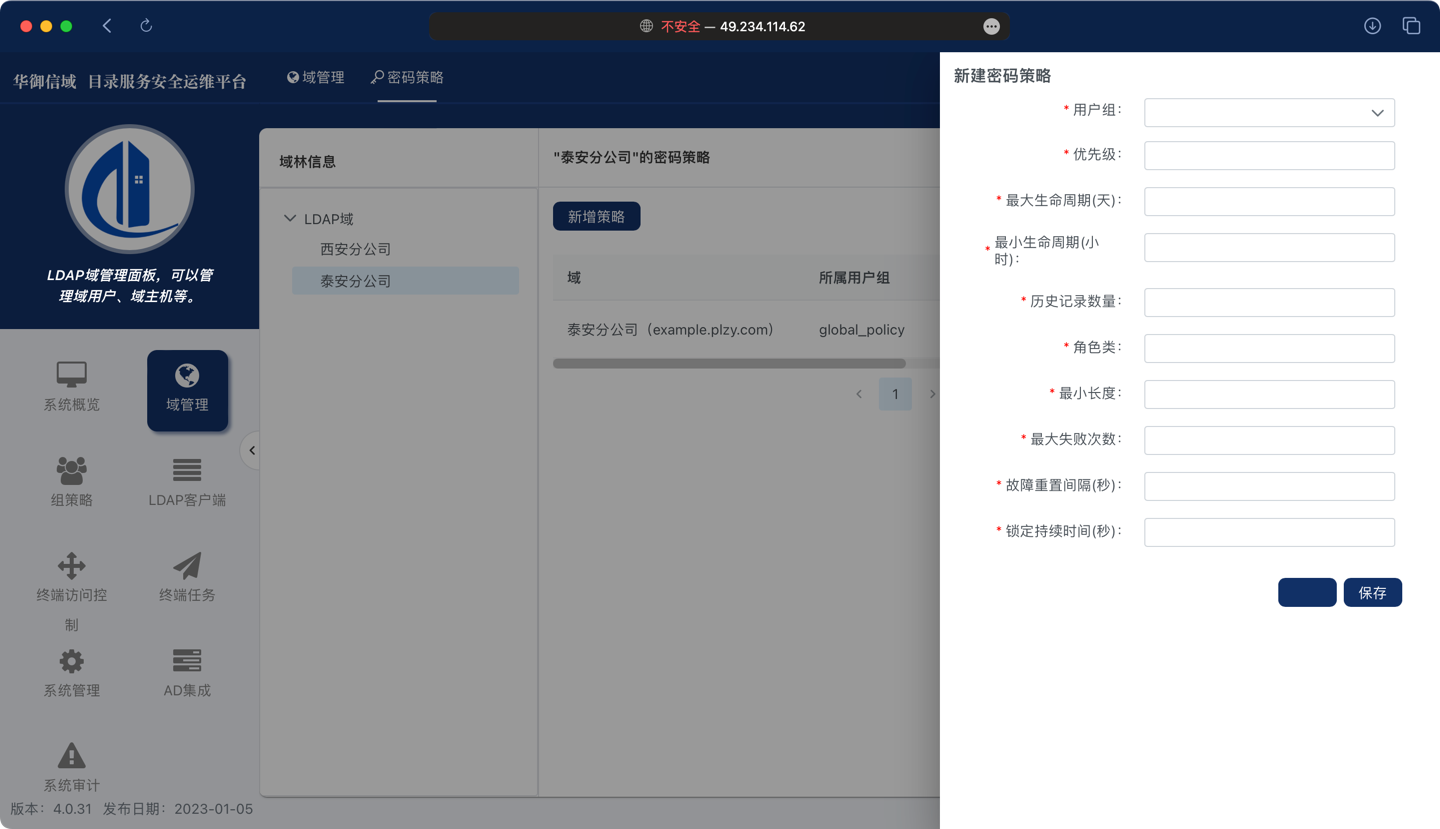 不安全 — 49.234.114.62
华御信域 目录服务安全运维平台
域管理
密码策略
LDAP域管理面板，可以管
理域用户、域主机等。
系统概览
域管理
组策略
LDAP客户端
终端访问控
制
终端任务
系统管理
AD集成
系统审计
版本：4.0.31 发布日期：2023-01-05
域林信息
LDAP域
西安分公司
泰安分公司
"泰安分公司"的密码策略
新增策略
域 所属用户组
泰安分公司（example.plzy.com） global_policy
1
新建密码策略
* 用户组：
* 优先级：
* 最大生命周期(天)：
* 最小生命周期(小
时)：
* 历史记录数量：
* 角色类：
* 最小长度：
* 最大失败次数：
* 故障重置间隔(秒)：
* 锁定持续时间(秒)：
保存